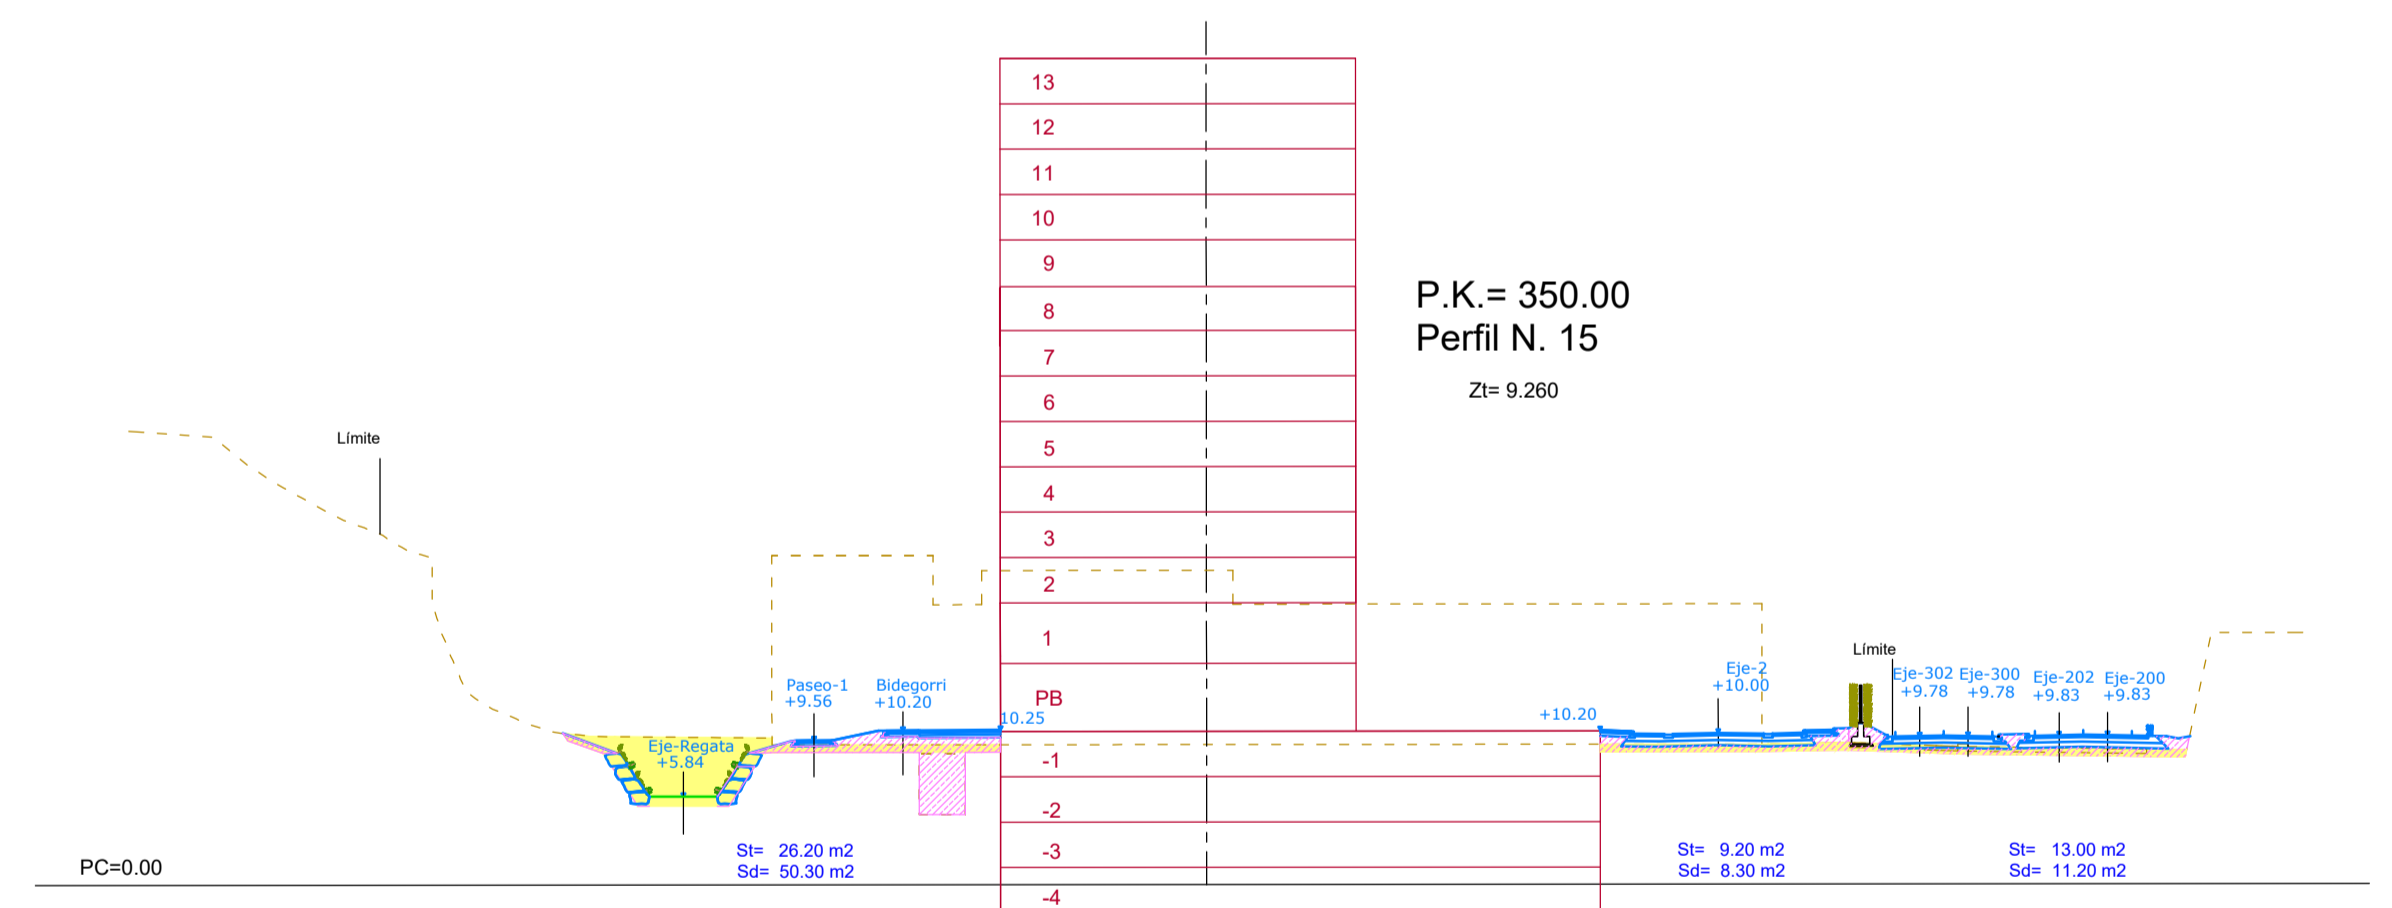 13
12
11
10
9
8
7
6
5
4
3
2
1
PB
-1
-2
-3
-4
P.K.= 350.00
Perfil N. 15
Zt= 9.260
Límite
Paseo-1
+9.56
Bidegorri
+10.20
10.25
Eje-Regata
+5.84
+10.20
Eje-2
+10.00
Límite
Eje-302
+9.78
Eje-300
+9.78
Eje-202
+9.83
Eje-200
+9.83
PC=0.00
St= 26.20 m2
Sd= 50.30 m2
St= 9.20 m2
Sd= 8.30 m2
St= 13.00 m2
Sd= 11.20 m2